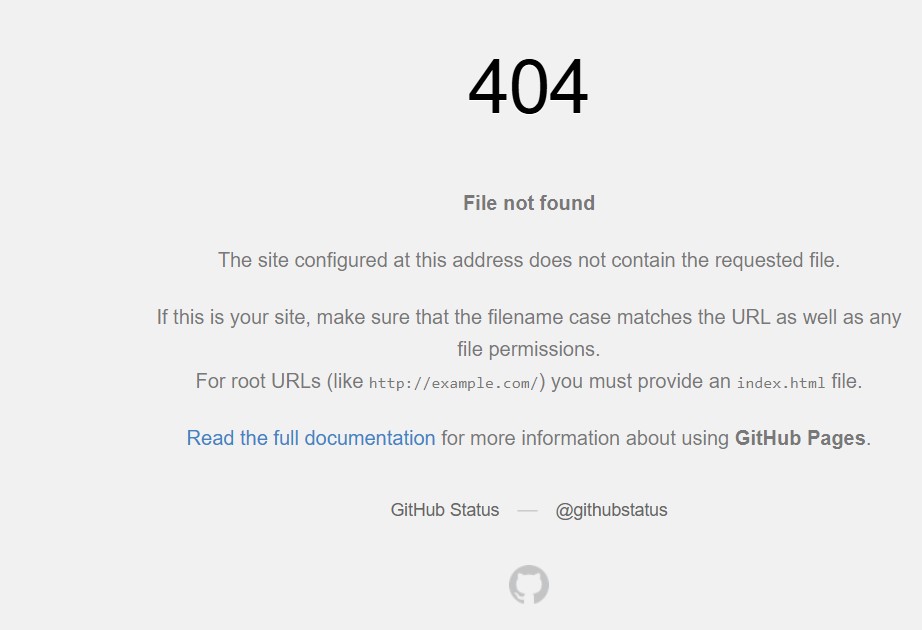 404
File not found
The site configured at this address does not contain the requested file.
If this is your site, make sure that the filename case matches the URL as well as any
file permissions.
For root URLs (like http://example.com/) you must provide an index.html file.
Read the full documentation for more information about using GitHub Pages.
GitHub Status — @githubstatus